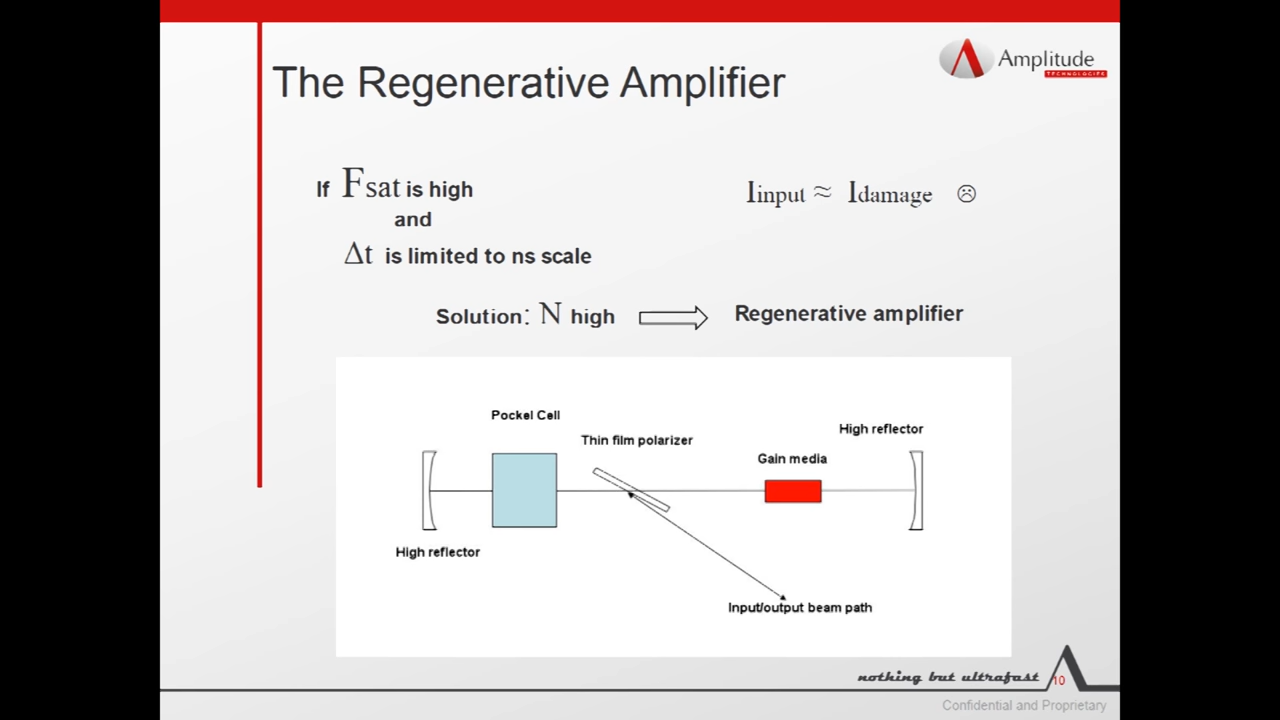 Amplitude
TECHNOLOGIES
The Regenerative Amplifier
If Fsat is high
and
Δt is limited to ns scale
Iinput ≈ Idamage ☹
Solution: N high
Regenerative amplifier
Pockel Cell
Thin film polarizer
High reflector
Gain media
High reflector
Input/output beam path
nothing but ultrafast
10
Confidential and Proprietary